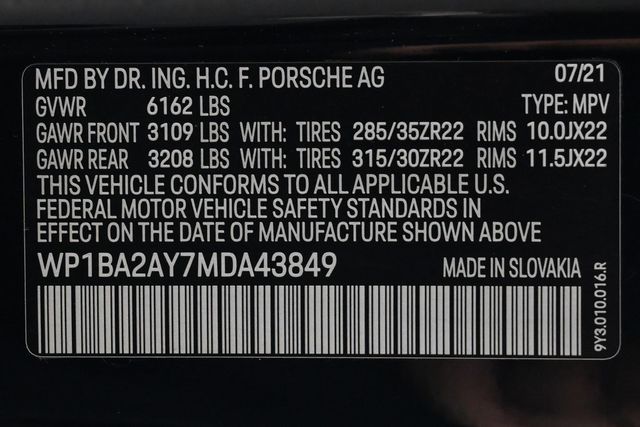 MFD BY DR. ING. H.C. F. PORSCHE AG 07/21
GVWR 6162 LBS TYPE: MPV
GAWR FRONT 3109 LBS WITH: TIRES 285/35ZR22 RIMS 10.0JX22
GAWR REAR 3208 LBS WITH: TIRES 315/30ZR22 RIMS 11.5JX22
THIS VEHICLE CONFORMS TO ALL APPLICABLE U.S.
FEDERAL MOTOR VEHICLE SAFETY STANDARDS IN
EFFECT ON THE DATE OF MANUFACTURE SHOWN ABOVE
WP1BA2AY7MDA43849 MADE IN SLOVAKIA
9Y3.010.016.R